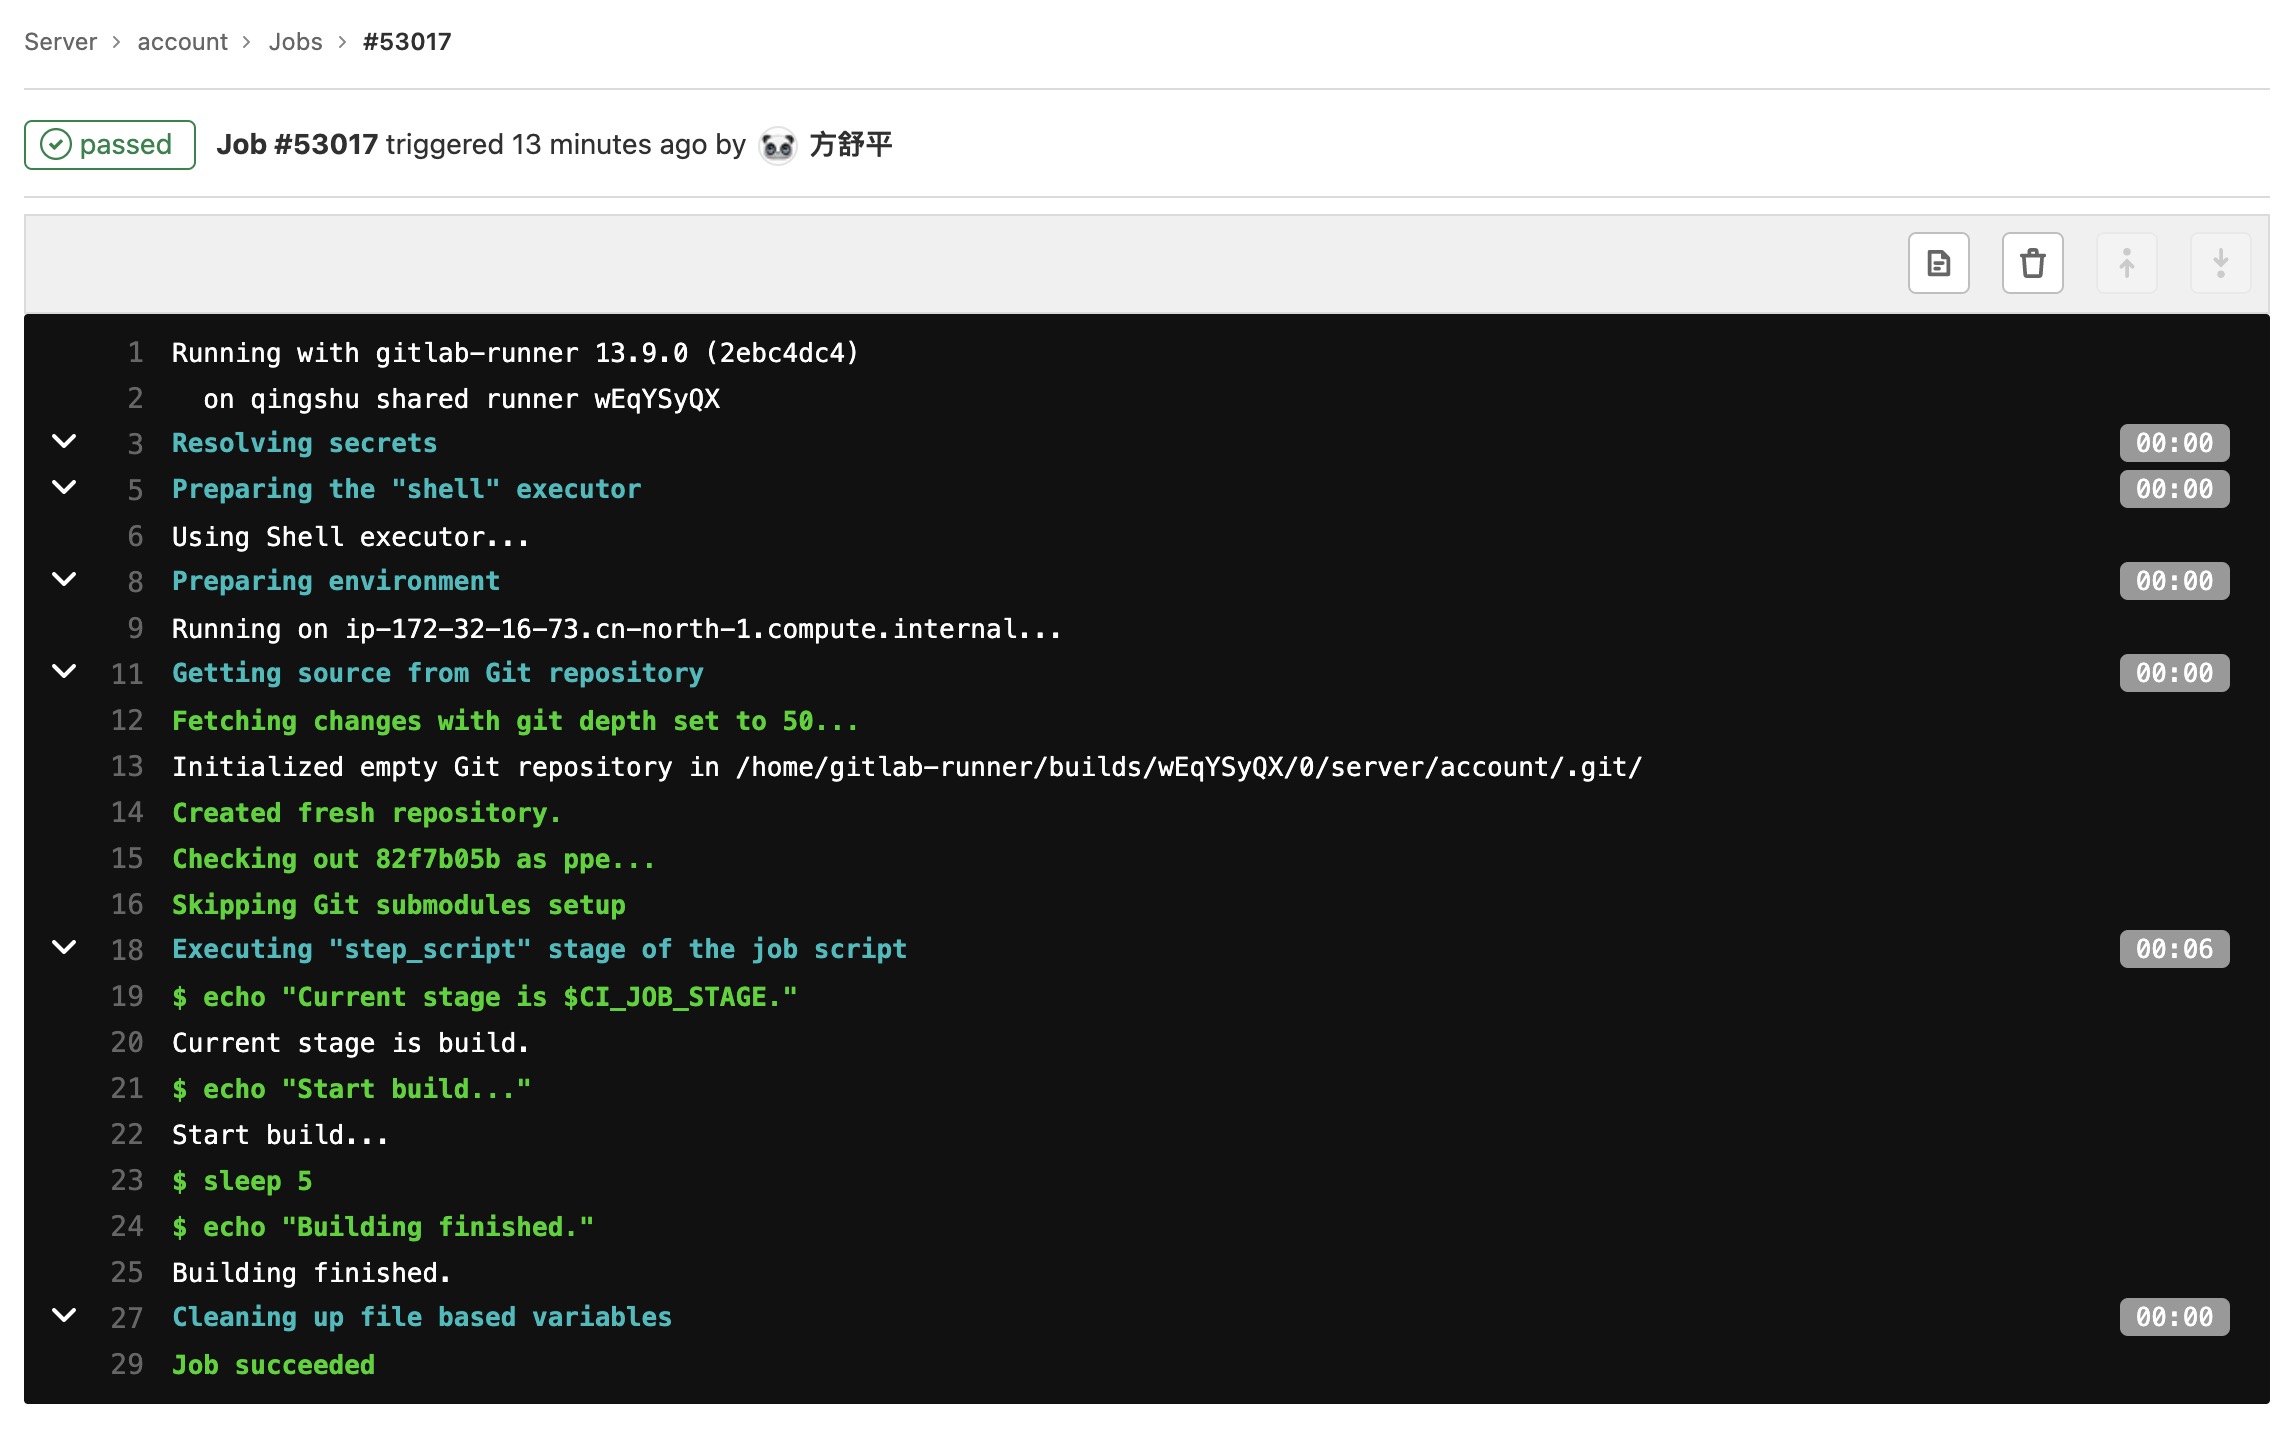 Server > account > Jobs > #53017
passed Job #53017 triggered 13 minutes ago by 方舒平
1 Running with gitlab-runner 13.9.0 (2ebc4dc4)
2 on qingshu shared runner wEqYSyQX
3 Resolving secrets 00:00
5 Preparing the "shell" executor 00:00
6 Using Shell executor...
8 Preparing environment 00:00
9 Running on ip-172-32-16-73.cn-north-1.compute.internal...
11 Getting source from Git repository 00:00
12 Fetching changes with git depth set to 50...
13 Initialized empty Git repository in /home/gitlab-runner/builds/wEqYSyQX/0/server/account/.git/
14 Created fresh repository.
15 Checking out 82f7b05b as ppe...
16 Skipping Git submodules setup
18 Executing "step_script" stage of the job script 00:06
19 $ echo "Current stage is $CI_JOB_STAGE."
20 Current stage is build.
21 $ echo "Start build..."
22 Start build...
23 $ sleep 5
24 $ echo "Building finished."
25 Building finished.
27 Cleaning up file based variables 00:00
29 Job succeeded